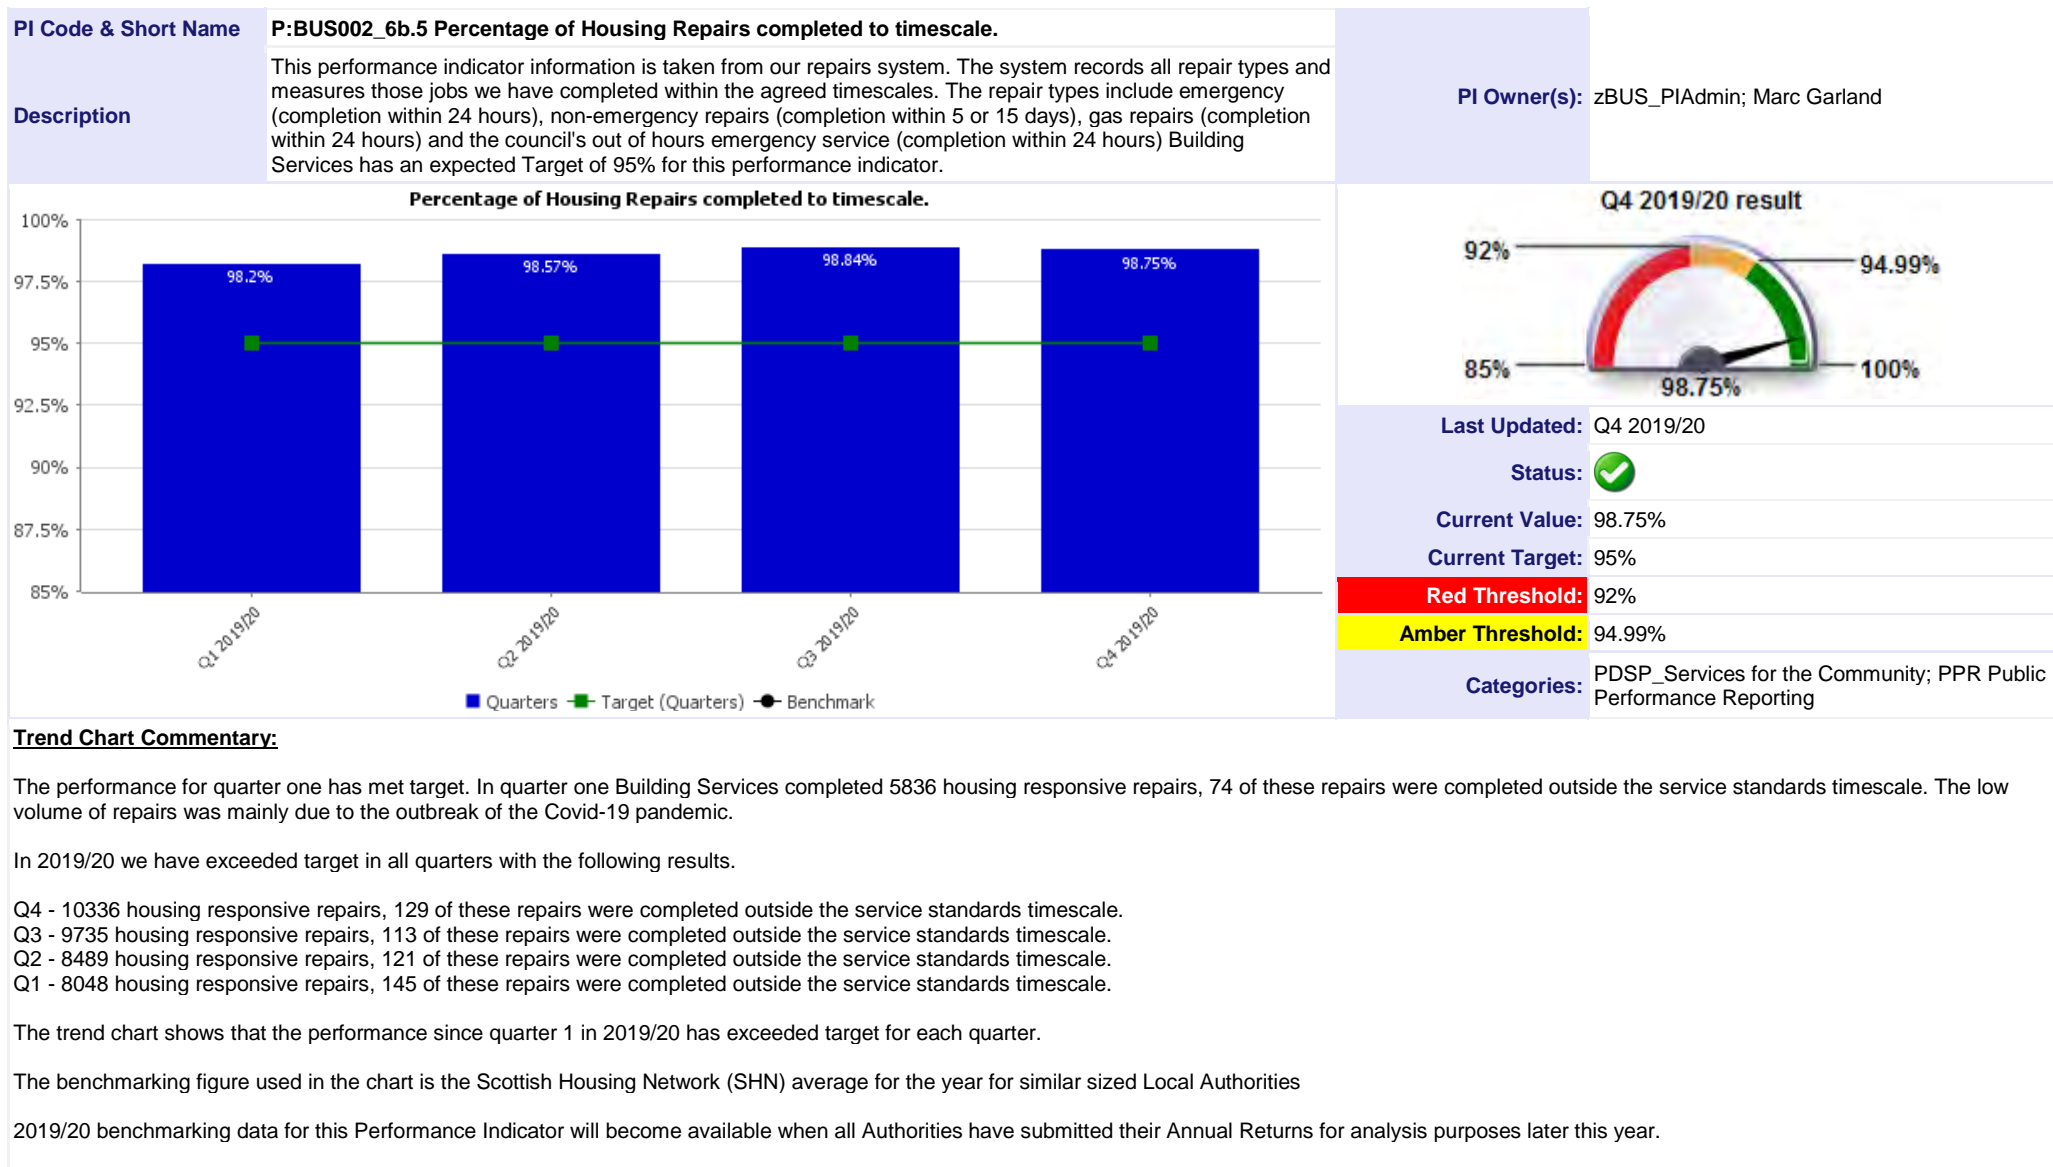 PI Code & Short Name
P:BUS002_6b.5 Percentage of Housing Repairs completed to timescale.
Description
This performance indicator information is taken from our repairs system. The system records all repair types and
measures those jobs we have completed within the agreed timescales. The repair types include emergency
(completion within 24 hours), non-emergency repairs (completion within 5 or 15 days), gas repairs (completion
within 24 hours) and the council's out of hours emergency service (completion within 24 hours) Building
Services has an expected Target of 95% for this performance indicator.
PI Owner(s): zBUS_PIAdmin; Marc Garland
Percentage of Housing Repairs completed to timescale.
100%
97.5%
95%
92.5%
90%
87.5%
85%
98.2%
98.57%
98.84%
98.75%
Q1 2019/20
Q2 2019/20
Q3 2019/20
Q4 2019/20
Quarters
Target (Quarters)
Benchmark
Q4 2019/20 result
92%
94.99%
85%
100%
98.75%
Last Updated: Q4 2019/20
Status:
Current Value: 98.75%
Current Target: 95%
Red Threshold: 92%
Amber Threshold: 94.99%
Categories: PDSP_Services for the Community; PPR Public
Performance Reporting
Trend Chart Commentary:
The performance for quarter one has met target. In quarter one Building Services completed 5836 housing responsive repairs, 74 of these repairs were completed outside the service standards timescale. The low
volume of repairs was mainly due to the outbreak of the Covid-19 pandemic.
In 2019/20 we have exceeded target in all quarters with the following results.
Q4 - 10336 housing responsive repairs, 129 of these repairs were completed outside the service standards timescale.
Q3 - 9735 housing responsive repairs, 113 of these repairs were completed outside the service standards timescale.
Q2 - 8489 housing responsive repairs, 121 of these repairs were completed outside the service standards timescale.
Q1 - 8048 housing responsive repairs, 145 of these repairs were completed outside the service standards timescale.
The trend chart shows that the performance since quarter 1 in 2019/20 has exceeded target for each quarter.
The benchmarking figure used in the chart is the Scottish Housing Network (SHN) average for the year for similar sized Local Authorities
2019/20 benchmarking data for this Performance Indicator will become available when all Authorities have submitted their Annual Returns for analysis purposes later this year.